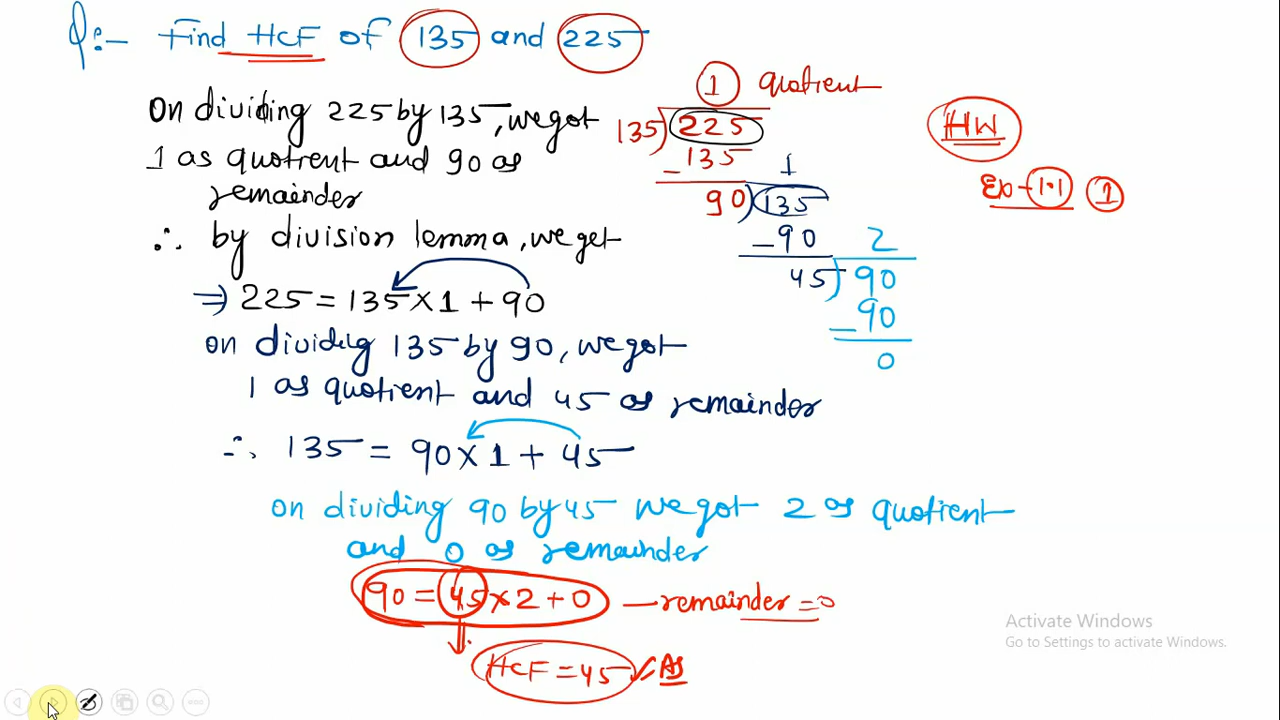 Q:- Find HCF of 135 and 225
On dividing 225 by 135, we got
1 as quotient and 90 as
remainder
∴ by division lemma, we get
⇒ 225 = 135 × 1 + 90
on dividing 135 by 90, we got
1 as quotient and 45 as remainder
∴ 135 = 90 × 1 + 45
on dividing 90 by 45 we got 2 as quotient
and 0 as remainder
90 = 45 × 2 + 0 — remainder = 0
HCF = 45
1 quotient
135) 225
- 135 1
90) 135
- 90 2
45) 90
- 90
0
HW
Ex-1.1 1
Activate Windows
Go to Settings to activate Windows.